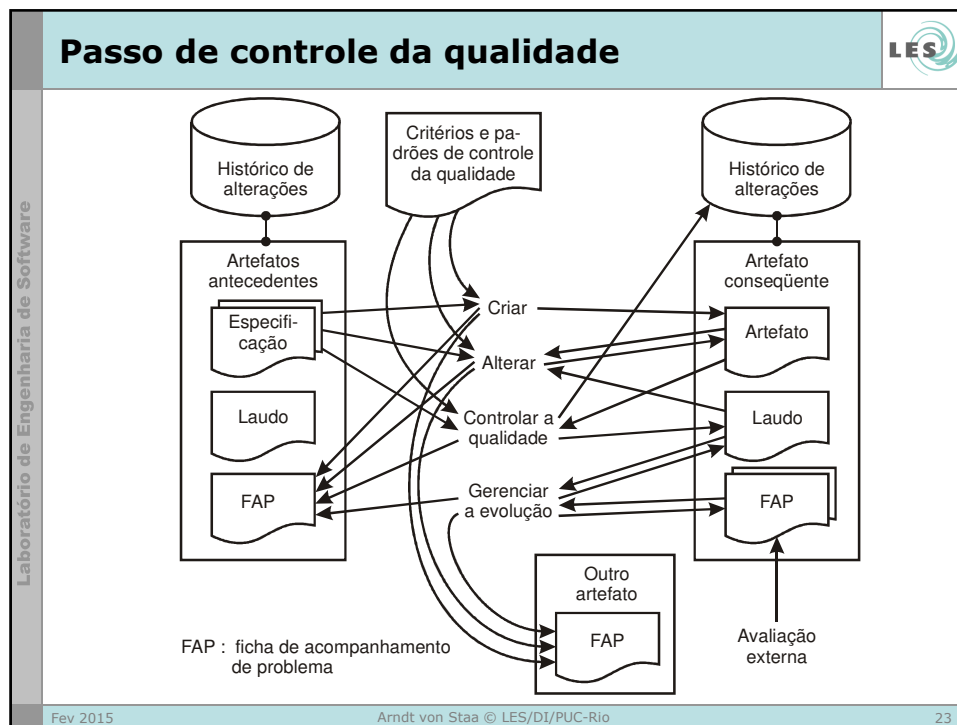 Passo de controle da qualidade
LES
Laboratório de Engenharia de Software
Histórico de
alterações
Critérios e pa-
drões de controle
da qualidade
Histórico de
alterações
Artefatos
antecedentes
Especifi-
cação
Laudo
FAP
Criar
Alterar
Controlar a
qualidade
Gerenciar
a evolução
Artefato
conseqüente
Artefato
Laudo
FAP
Outro
artefato
FAP
Avaliação
externa
FAP : ficha de acompanhamento
de problema
Fev 2015
Arndt von Staa © LES/DI/PUC-Rio
23